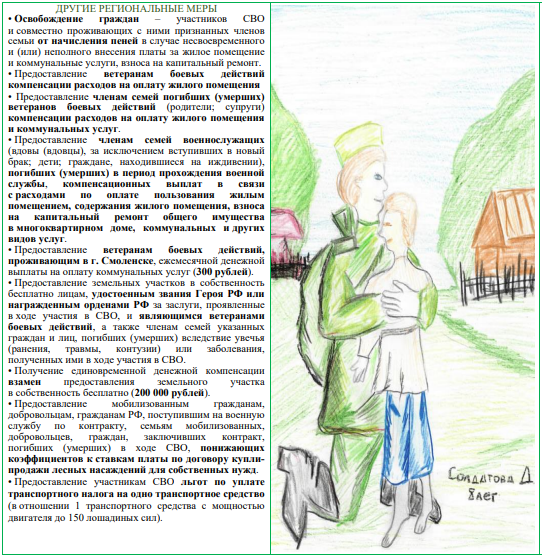 ДРУГИЕ РЕГИОНАЛЬНЫЕ МЕРЫ
• Освобождение граждан – участников СВО
и совместно проживающих с ними признанных членов
семьи от начисления пеней в случае несвоевременного
и (или) неполного внесения платы за жилое помещение
и коммунальные услуги, взноса на капитальный ремонт.
• Предоставление ветеранам боевых действий
компенсации расходов на оплату жилого помещения
• Предоставление членам семей погибших (умерших)
ветеранов боевых действий (родители; супруги)
компенсации расходов на оплату жилого помещения
и коммунальных услуг.
• Предоставление членам семей военнослужащих
(вдовы (вдовцы), за исключением вступивших в новый
брак; дети; граждане, находившиеся на иждивении),
погибших (умерших) в период прохождения военной
службы, компенсационных выплат в связи
с расходами по оплате пользования жилым
помещением, содержания жилого помещения, взноса
на капитальный ремонт общего имущества
в многоквартирном доме, коммунальных и других
видов услуг.
• Предоставление ветеранам боевых действий,
проживающим в г. Смоленске, ежемесячной денежной
выплаты на оплату коммунальных услуг (300 рублей).
• Предоставление земельных участков в собственность
бесплатно лицам, удостоенным звания Героя РФ или
награжденным орденами РФ за заслуги, проявленные
в ходе участия в СВО, и являющимся ветеранами
боевых действий, а также членам семей указанных
граждан и лиц, погибших (умерших) вследствие увечья
(ранения, травмы, контузии) или заболевания,
полученных ими в ходе участия в СВО.
• Получение единовременной денежной компенсации
взамен предоставления земельного участка
в собственность бесплатно (200 000 рублей).
• Предоставление мобилизованным гражданам,
добровольцам, гражданам РФ, поступившим на военную
службу по контракту, семьям мобилизованных,
добровольцев, граждан, заключивших контракт,
погибших (умерших) в ходе СВО, понижающих
коэффициентов к ставкам платы по договору купли-
продажи лесных насаждений для собственных нужд.
• Предоставление участникам СВО льгот по уплате
транспортного налога на одно транспортное средство
(в отношении 1 транспортного средства с мощностью
двигателя до 150 лошадиных сил).
Солдатова Д
8 лет